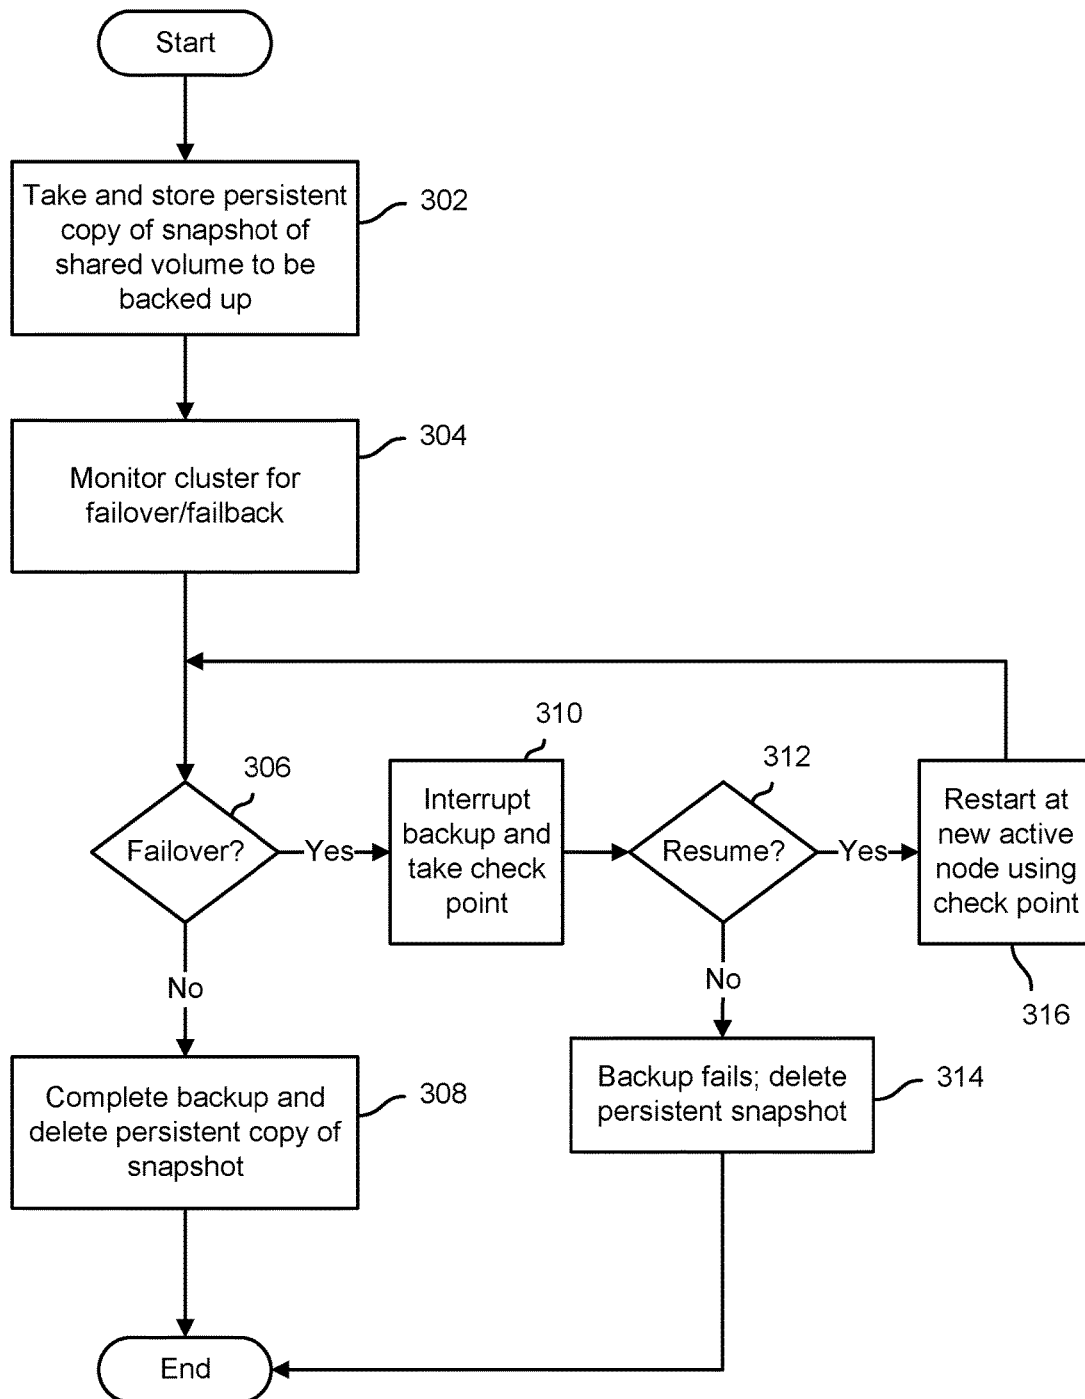 Start
Take and store persistent
copy of snapshot of
shared volume to be
backed up
302
Monitor cluster for
failover/failback
304
Failover?
306
Yes
Interrupt
backup and
take check
point
310
Resume?
312
Yes
Restart at
new active
node using
check point
316
No
Complete backup and
delete persistent copy of
snapshot
308
No
Backup fails; delete
persistent snapshot
314
End